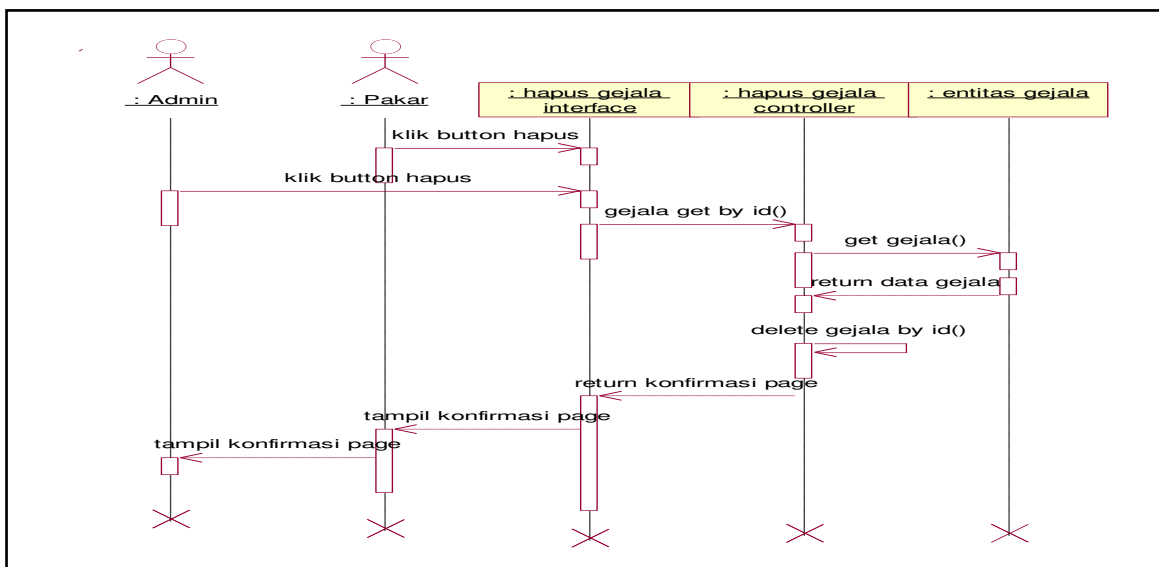 : Admin
: Pakar
: hapus gejala
interface
: hapus gejala
controller
: entitas gejala
klik button hapus
klik button hapus
gejala get by id()
get gejala()
return data gejala
delete gejala by id()
return konfirmasi page
tampil konfirmasi page
tampil konfirmasi page